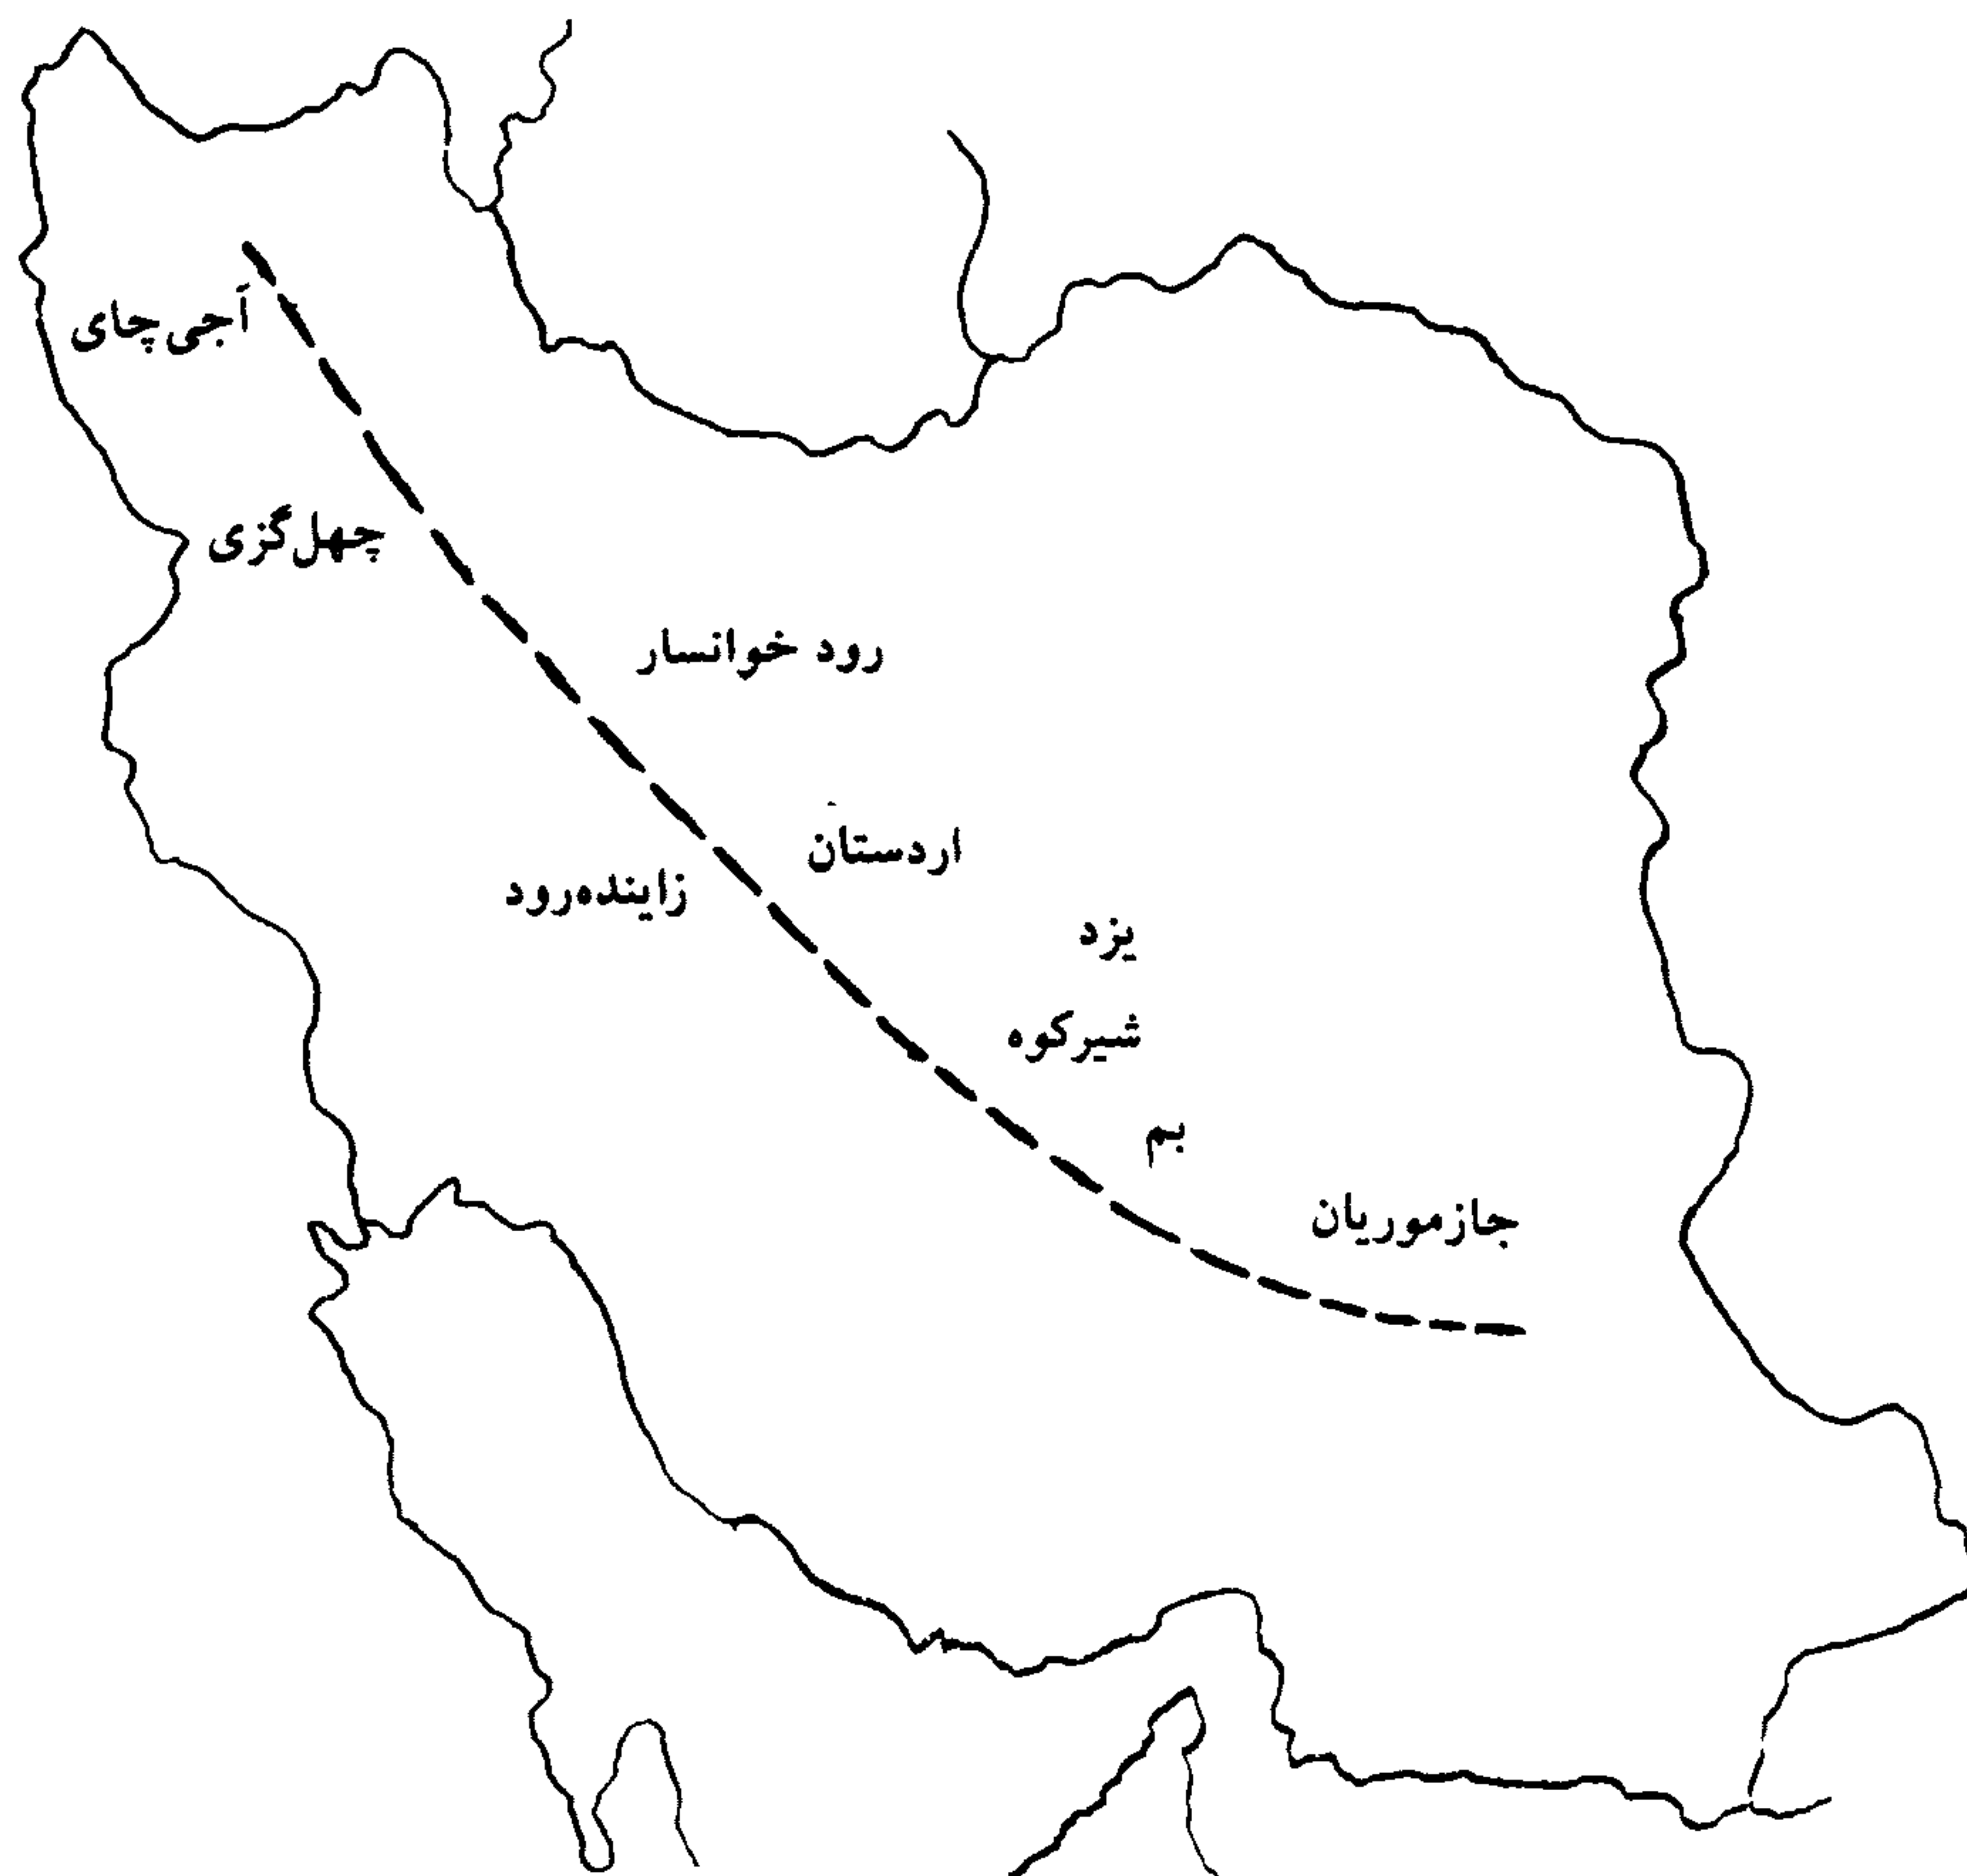 آجی‌چای
چهل‌گزی
رود خوانسار
اردستان
زاینده‌رود
یزد
شیرکوه
بم
جازموریان